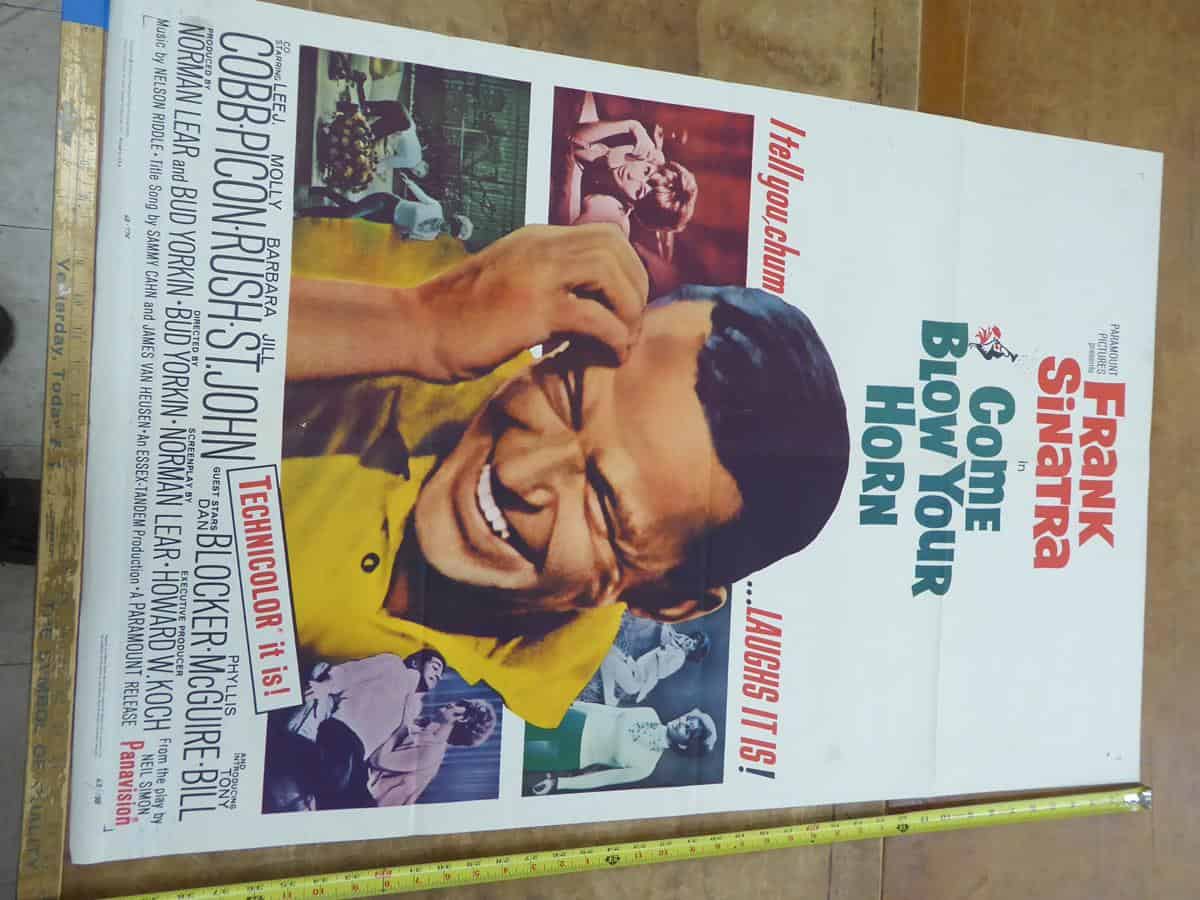 PARAMOUNT
PICTURES
presents
FRANK
SiNATRa
in
COME
BLOW YOUR
HORN
I tell you, chum
...LAUGHS IT IS!
TECHNICOLOR® it is!
CO-STARRING LEE J. COBB · MOLLY PICON · BARBARA RUSH · JILL ST. JOHN
GUEST STARS DAN BLOCKER · PHYLLIS McGUIRE · AND INTRODUCING TONY BILL
PRODUCED BY NORMAN LEAR and BUD YORKIN · DIRECTED BY BUD YORKIN · SCREENPLAY BY NORMAN LEAR · EXECUTIVE PRODUCER HOWARD W. KOCH
From the play by NEIL SIMON
Music by NELSON RIDDLE · Title Song by SAMMY CAHN and JAMES VAN HEUSEN · An ESSEX-TANDEM Production · A PARAMOUNT RELEASE
Panavision®
Yesterday, Today